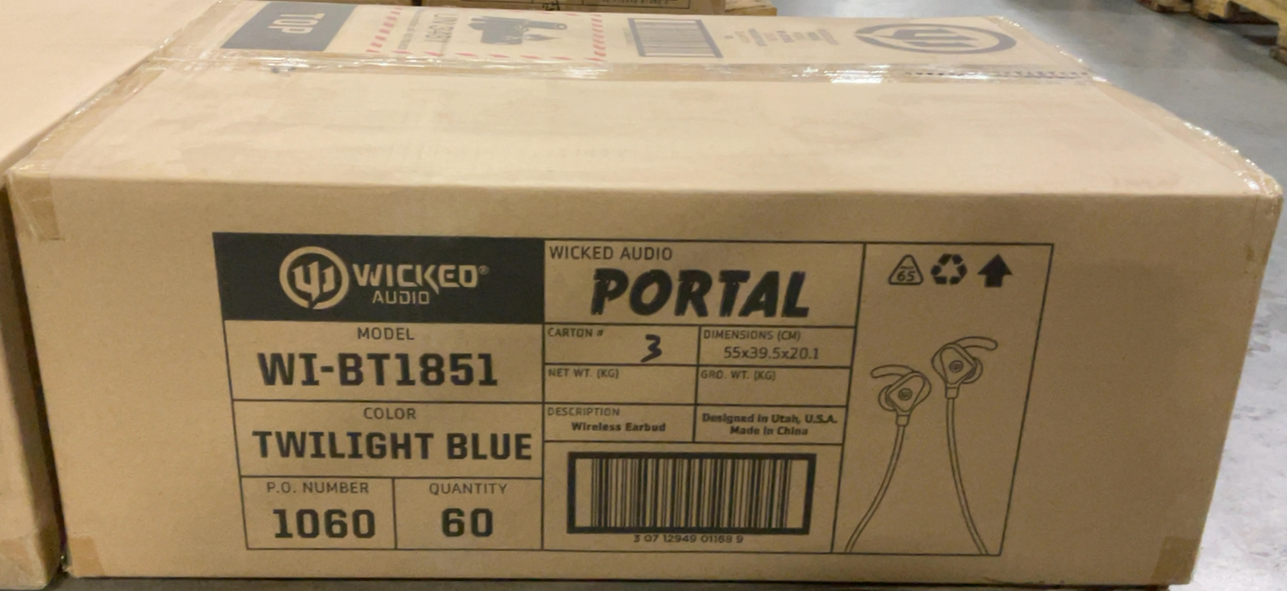 TOP
WICKED®
AUDIO
MODEL
WI-BT1851
COLOR
TWILIGHT BLUE
P.O. NUMBER
1060
QUANTITY
60
WICKED AUDIO
PORTAL
CARTON #
3
DIMENSIONS (CM)
55x39.5x20.1
NET WT. (KG)
GRO. WT. (KG)
DESCRIPTION
Wireless Earbud
Designed in Utah, U.S.A.
Made in China
3 07 12949 01168 9
65